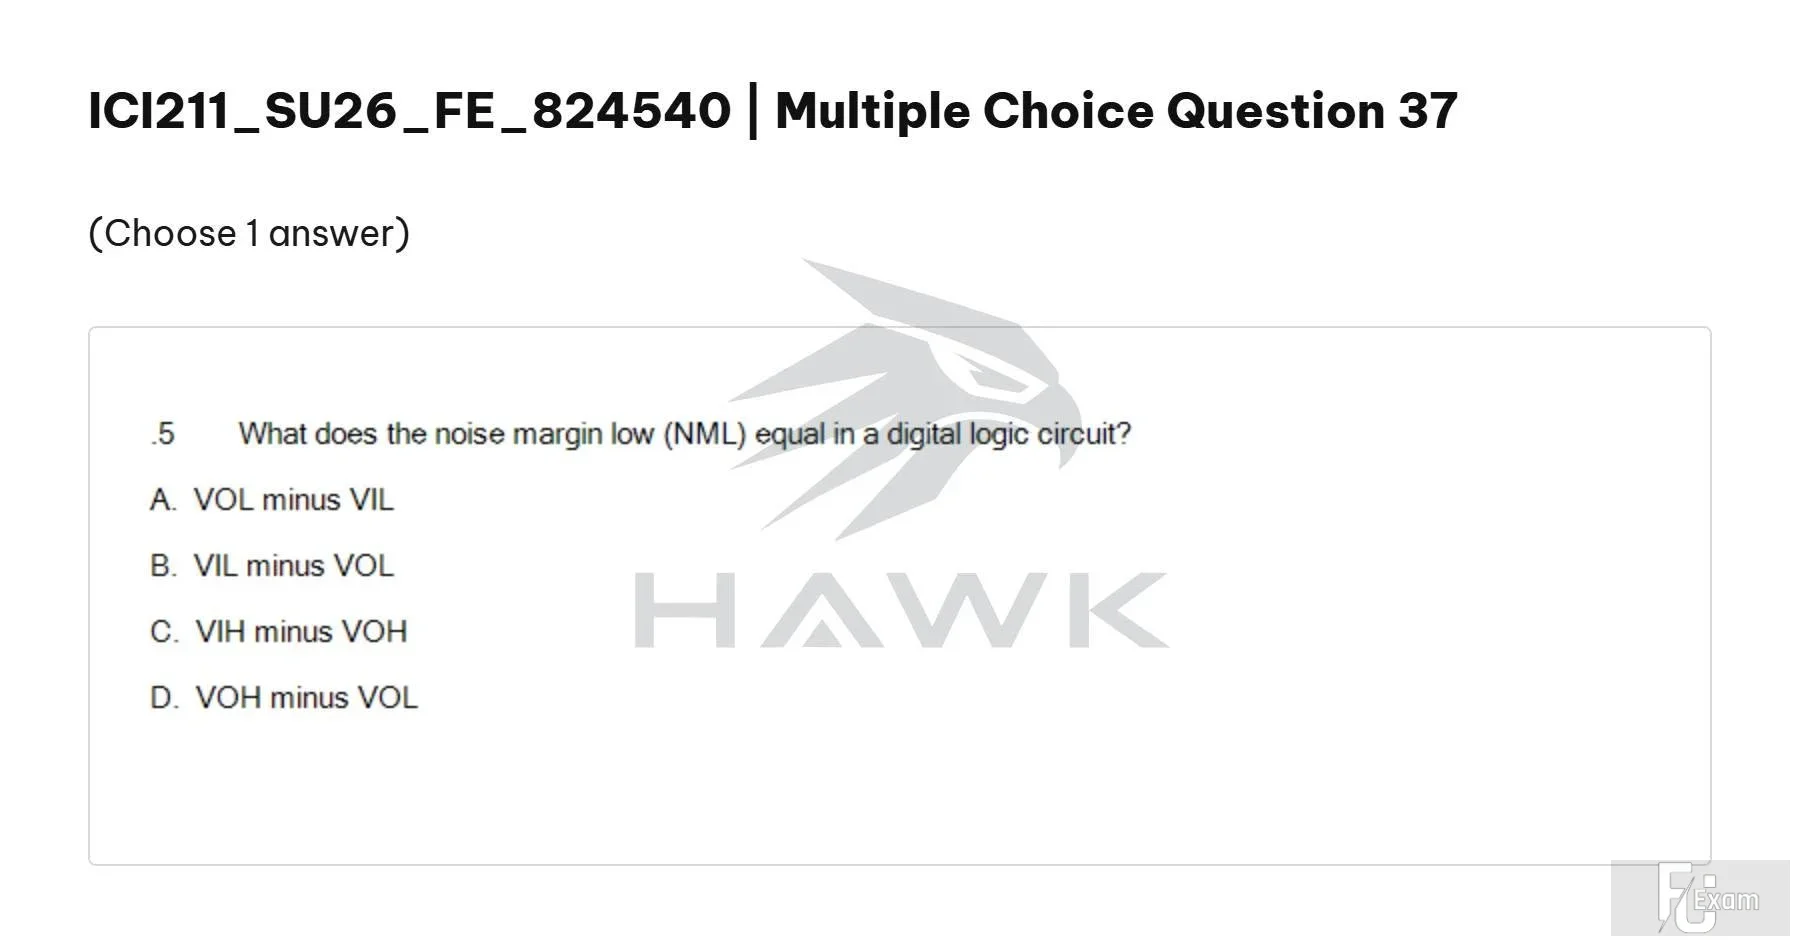 ICI211_SU26_FE_824540 | Multiple Choice Question 37
(Choose 1 answer)
.5 What does the noise margin low (NML) equal in a digital logic circuit?
A. VOL minus VIL
B. VIL minus VOL
C. VIH minus VOH
D. VOH minus VOL
HAWK
FU Exam